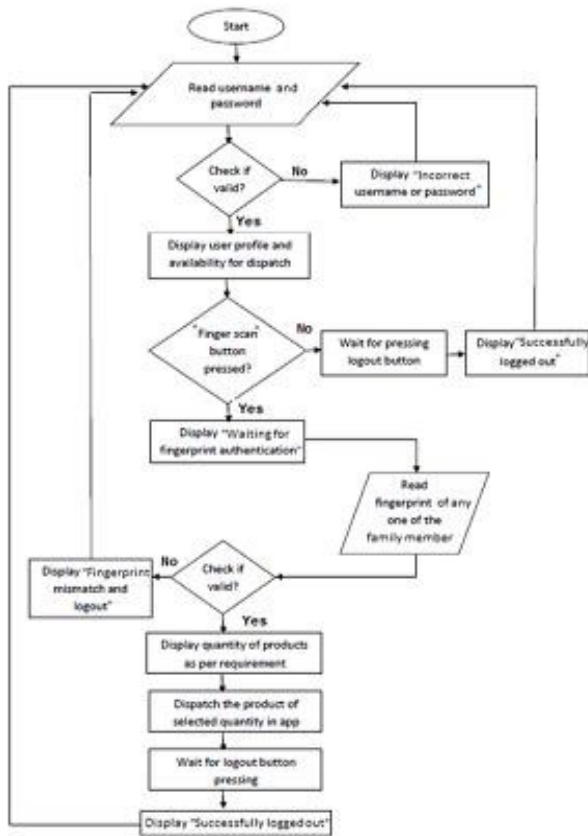 Start
Read username and
password
Check if
valid?
No
Display "Incorrect
username or password"
Yes
Display user profile and
availability for dispatch
"Finger scan"
button
pressed?
No
Wait for pressing
logout button
Display "Successfully
logged out"
Yes
Display "Waiting for
fingerprint authentication"
Read
fingerprint of any
one of the
family member
Check if
valid?
No
Display "Fingerprint
mismatch and
logout"
Yes
Display quantity of products
as per requirement
Dispatch the product of
selected quantity in app
Wait for logout button
pressing
Display "Successfully logged out"